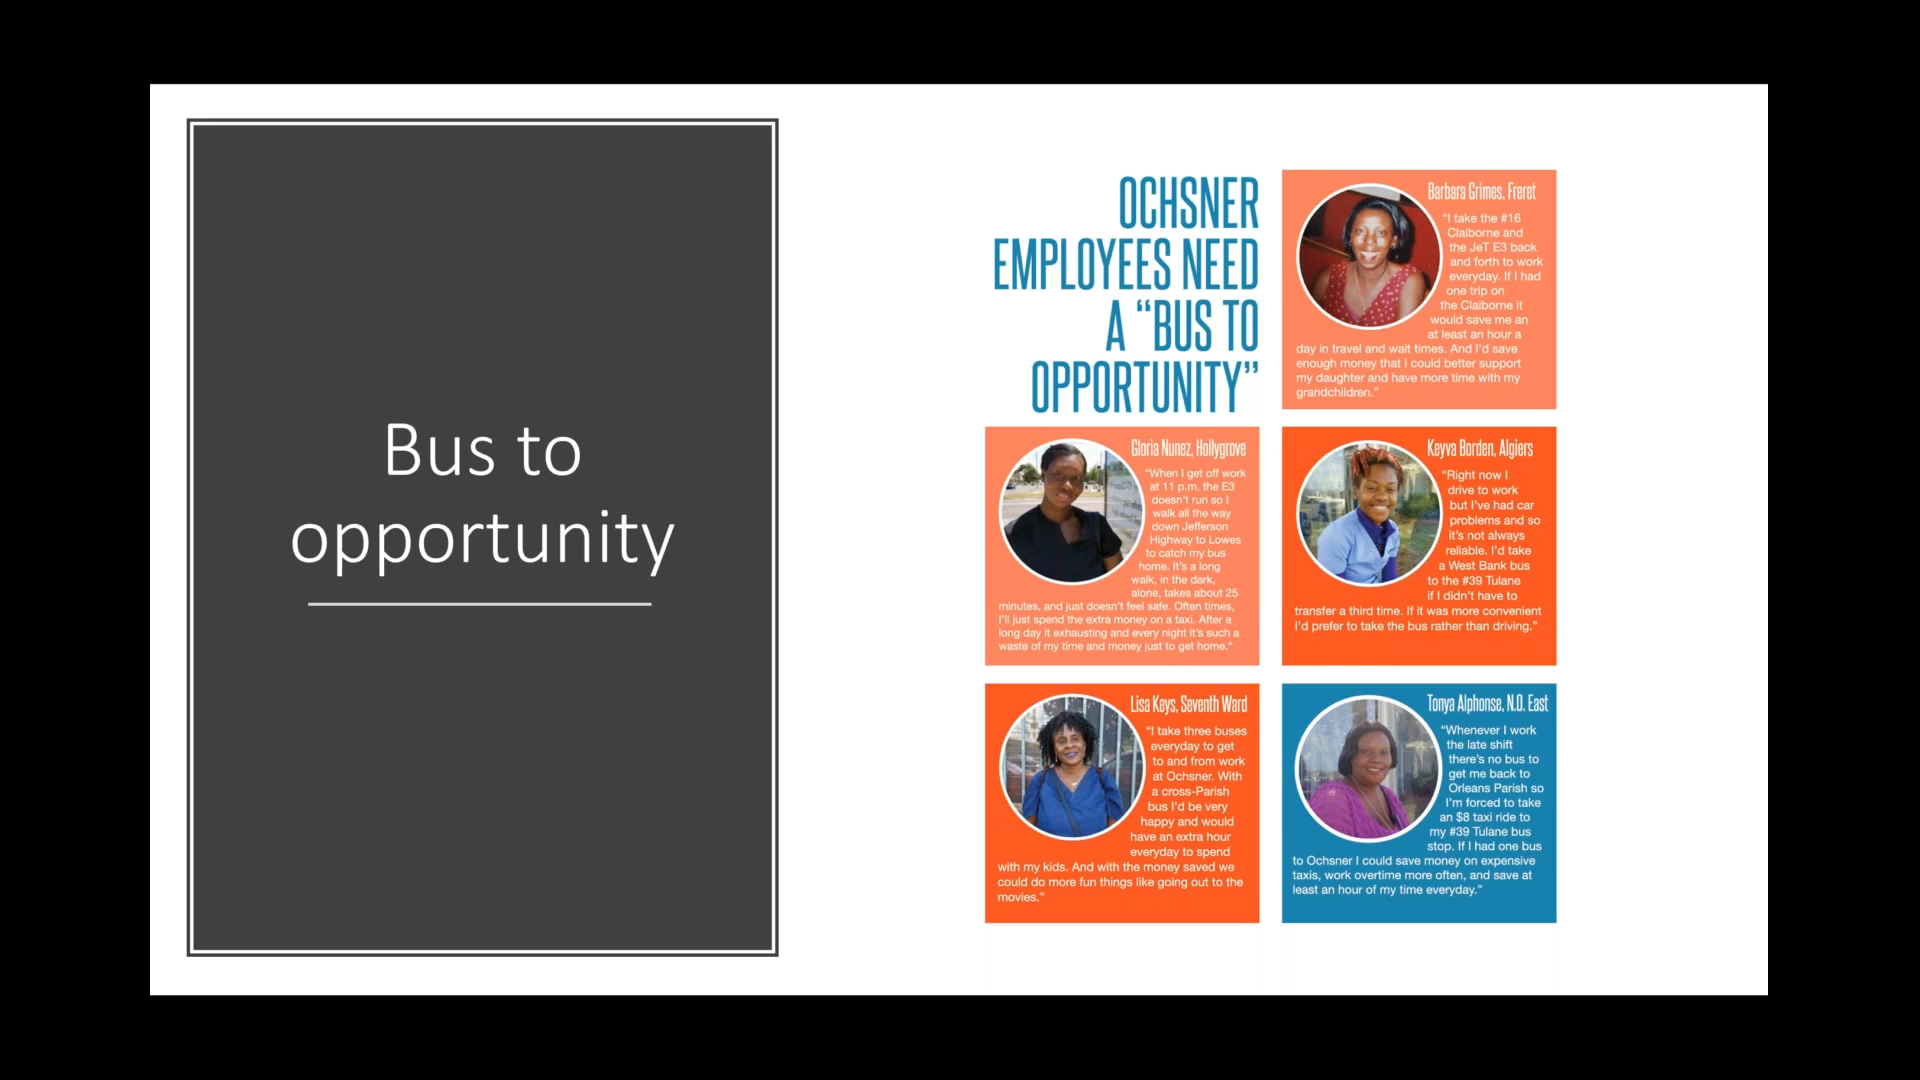 Bus to
opportunity
OCHSNER
EMPLOYEES NEED
A “BUS TO
OPPORTUNITY”
Barbara Grimes, Freret
“I take the #16
Claiborne and
the JeT E3 back
and forth to work
everyday. If I had
one trip on
the Claiborne it
would save me an
at least an hour a
day in travel and wait times. And I’d save
enough money that I could better support
my daughter and have more time with my
grandchildren.”
Gloria Nunez, Hollygrove
“When I get off work
at 11 p.m. the E3
doesn’t run so I
walk all the way
down Jefferson
Highway to Lowes
to catch my bus
home. It’s a long
walk, in the dark,
alone, takes about 25
minutes, and just doesn’t feel safe. Often times,
I’ll just spend the extra money on a taxi. After a
long day it exhausting and every night it’s such a
waste of my time and money just to get home.”
Keyva Borden, Algiers
“Right now I
drive to work
but I’ve had car
problems and so
it’s not always
reliable. I’d take
a West Bank bus
to the #39 Tulane
if I didn’t have to
transfer a third time. If it was more convenient
I’d prefer to take the bus rather than driving.”
Lisa Keys, Seventh Ward
“I take three buses
everyday to get
to and from work
at Ochsner. With
a cross-Parish
bus I’d be very
happy and would
have an extra hour
everyday to spend
with my kids. And with the money saved we
could do more fun things like going out to the
movies.”
Tonya Alphonse, N.O. East
“Whenever I work
the late shift
there’s no bus to
get me back to
Orleans Parish so
I’m forced to take
an $8 taxi ride to
my #39 Tulane bus
stop. If I had one bus
to Ochsner I could save money on expensive
taxis, work overtime more often, and save at
least an hour of my time everyday.”